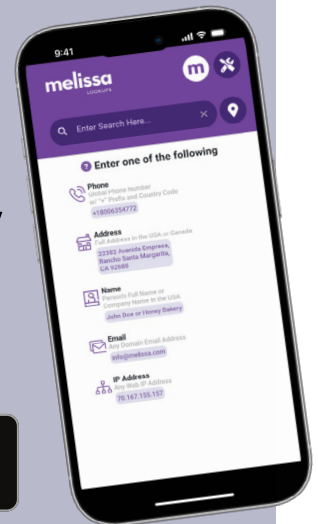 9:41
melissa
LOOKUPS
m
Enter Search Here...
? Enter one of the following
Phone
Global Phone Number
w/ "+" Prefix and Country Code
+18006354772
Address
Full Address in the USA or Canada
22382 Avenida Empresa,
Rancho Santa Margarita,
CA 92688
Name
Person's Full Name or
Company Name in the USA
John Doe or Honey Bakery
Email
Any Domain Email Address
info@melissa.com
IP Address
Any Web IP Address
70.167.155.157